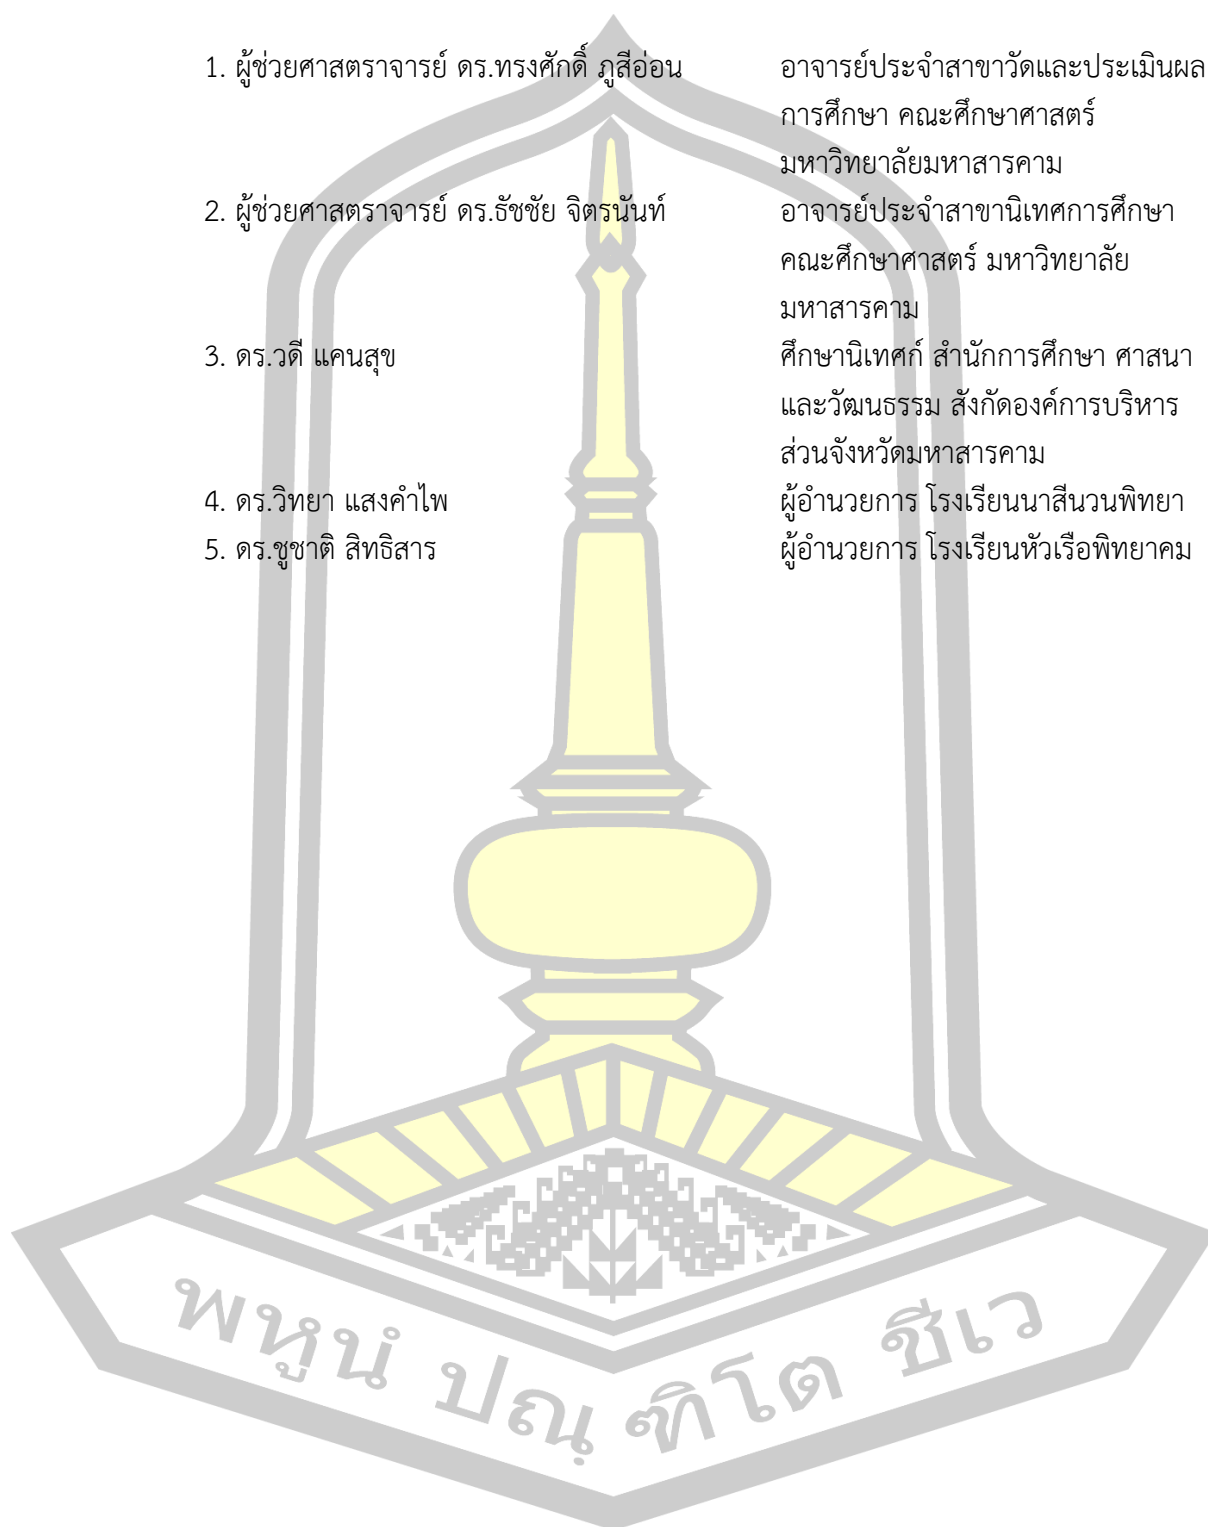 1. ผู้ช่วยศาสตราจารย์ ดร.ทรงศักดิ์ ภูสีอ่อน อาจารย์ประจำสาขาวัดและประเมินผล
การศึกษา คณะศึกษาศาสตร์
มหาวิทยาลัยมหาสารคาม
2. ผู้ช่วยศาสตราจารย์ ดร.ธัชชัย จิตรนันท์ อาจารย์ประจำสาขานิเทศการศึกษา
คณะศึกษาศาสตร์ มหาวิทยาลัย
มหาสารคาม
3. ดร.วดี แคนสุข ศึกษานิเทศก์ สำนักการศึกษา ศาสนา
และวัฒนธรรม สังกัดองค์การบริหาร
ส่วนจังหวัดมหาสารคาม
4. ดร.วิทยา แสงคำไพ ผู้อำนวยการ โรงเรียนนาสีนวนพิทยา
5. ดร.ชูชาติ สิทธิสาร ผู้อำนวยการ โรงเรียนหัวเรือพิทยาคม
พหูนํ ปณฺฑิโต ชีเว